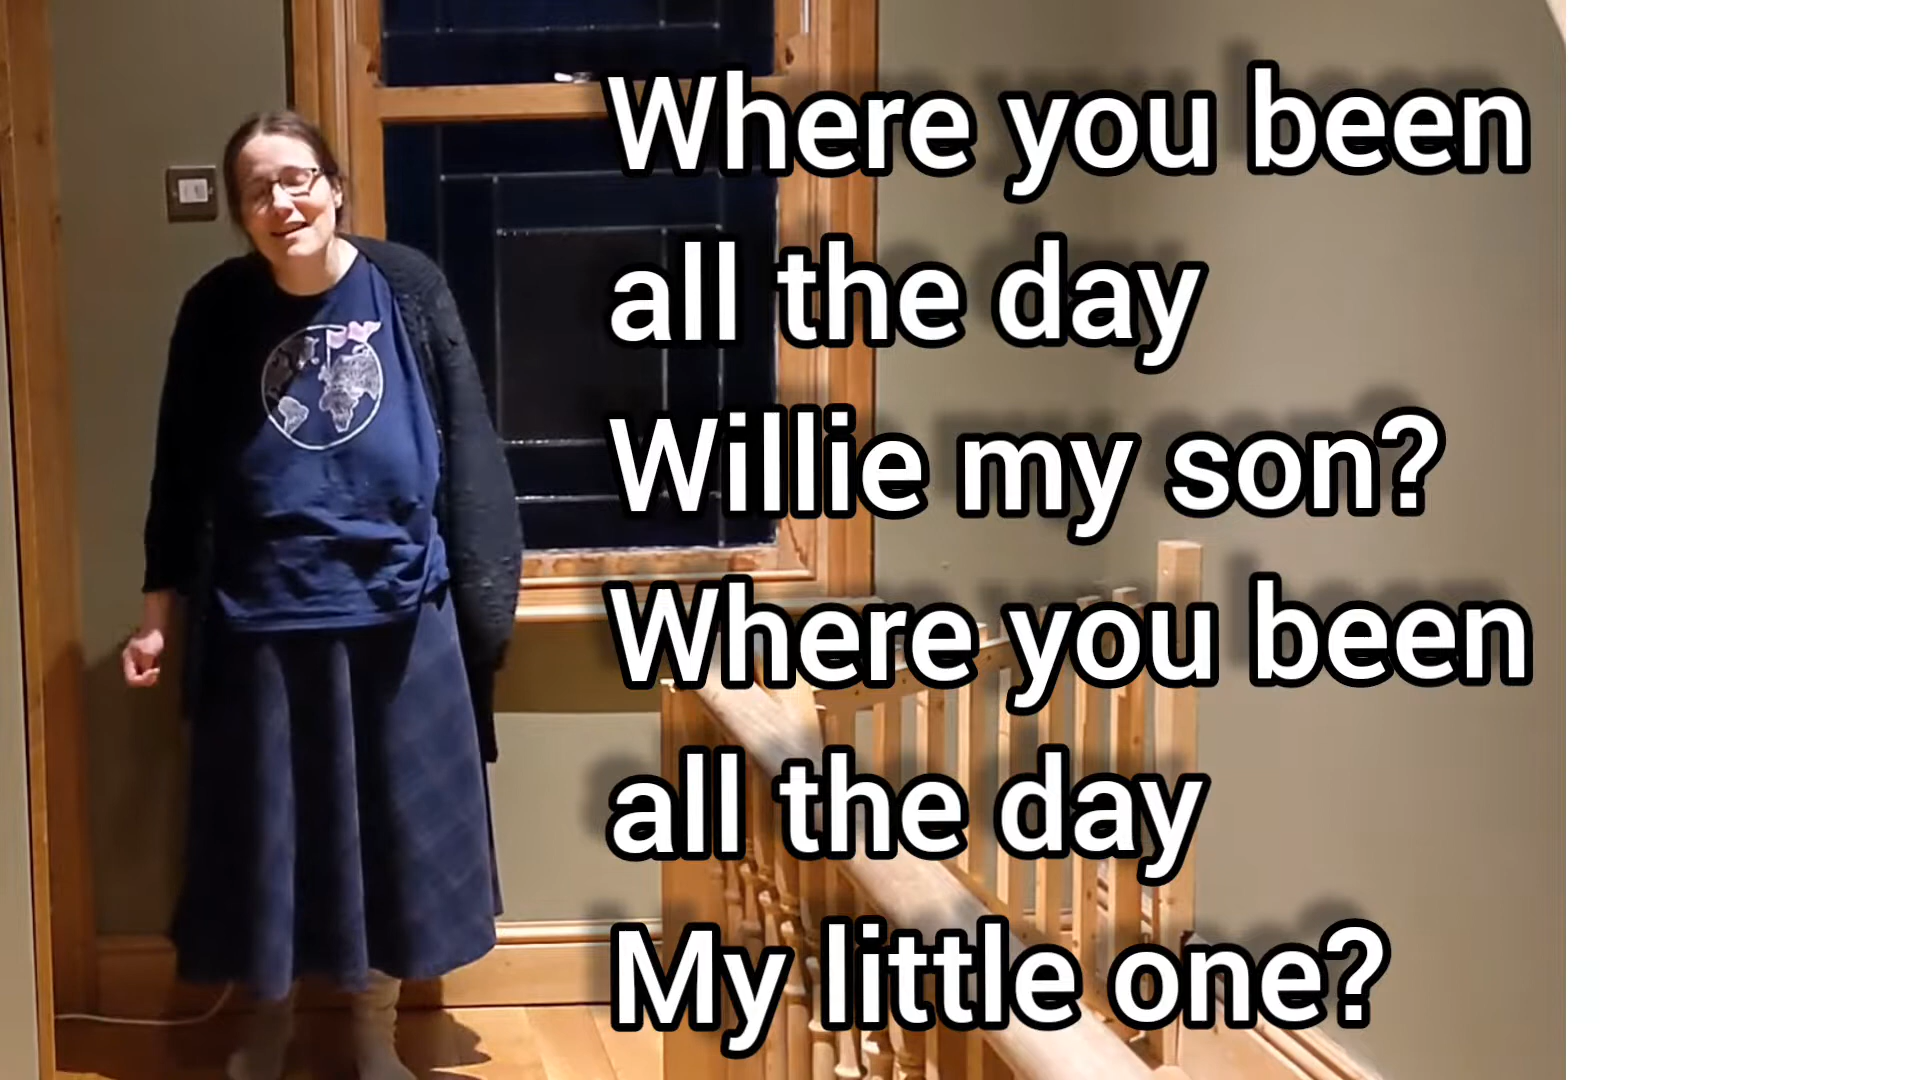 Where you been
all the day
Willie my son?
Where you been
all the day
My little one?